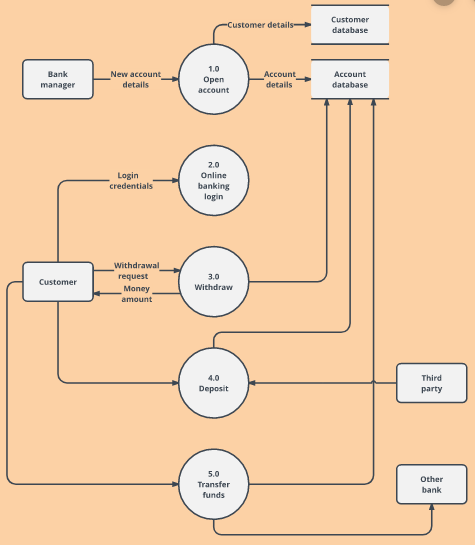 Customer details
Customer
database
1.0
Open
account
Bank
manager
New account
details
Account
details
Account
database
2.0
Online
banking
login
Login
credentials
Withdrawal
request
Money
amount
3.0
Withdraw
Customer
4.0
Deposit
Third
party
5.0
Transfer
funds
Other
bank